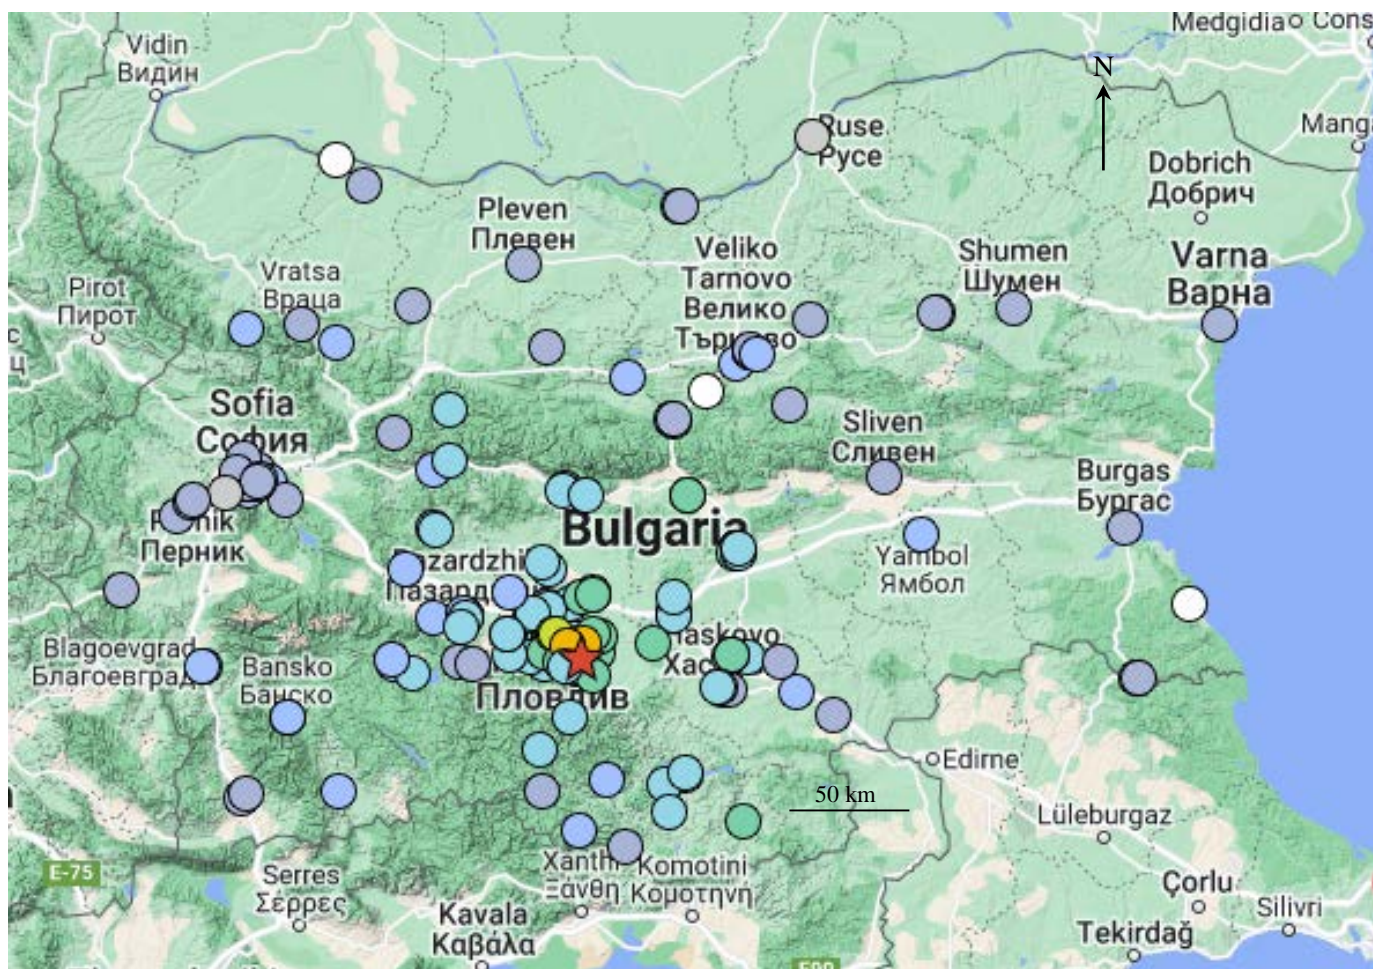 Medgidia
Cons
Vidin
Видин
N
Manga
Ruse
Русе
Dobrich
Добрич
Pleven
Плевен
Veliko
Tarnovo
Велико
Shumen
Шумен
Varna
Варна
Vratsa
Враца
Pirot
Пирот
с
ц
Sofia
София
Sliven
Сливен
Burgas
Бургас
Bulgaria
Перник
Yambol
Ямбол
Blagoevgrad
Благоевград
Bansko
Банско
Пловдив
Edirne
50 km
Lüleburgaz
E-75
Serres
Σέρρες
Xanthi
Ξάνθη
Komotini
Κομοτηνή
Kavala
Καβάλα
Çorlu
Silivri
Tekirdağ